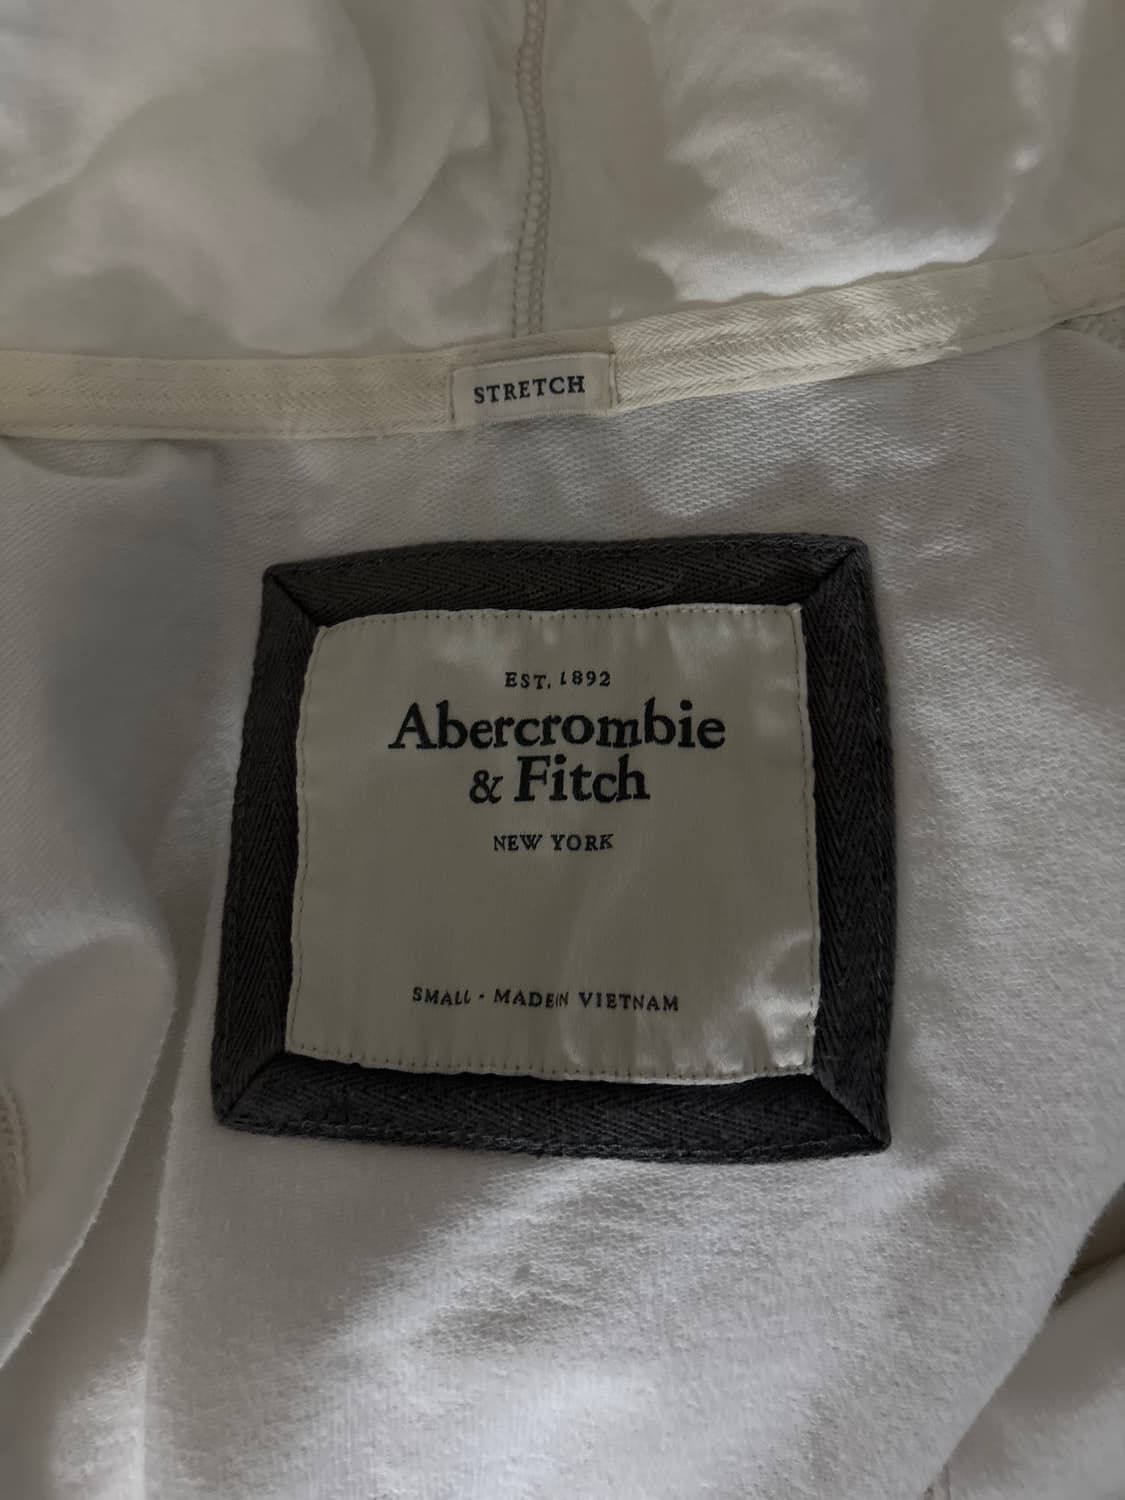 STRETCH
EST. 1892
Abercrombie
& Fitch
NEW YORK
SMALL - MADE IN VIETNAM